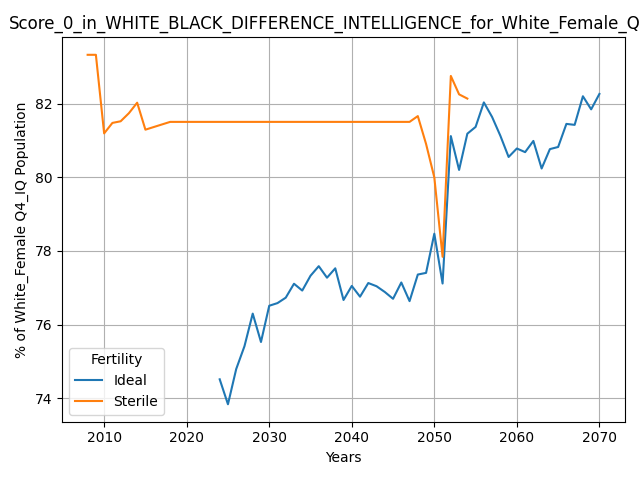 Score_0_in_WHITE_BLACK_DIFFERENCE_INTELLIGENCE_for_White_Female_Q
% of White_Female Q4_IQ Population
82
80
78
76
74
Fertility
Ideal
Sterile
2010
2020
2030
2040
2050
2060
2070
Years